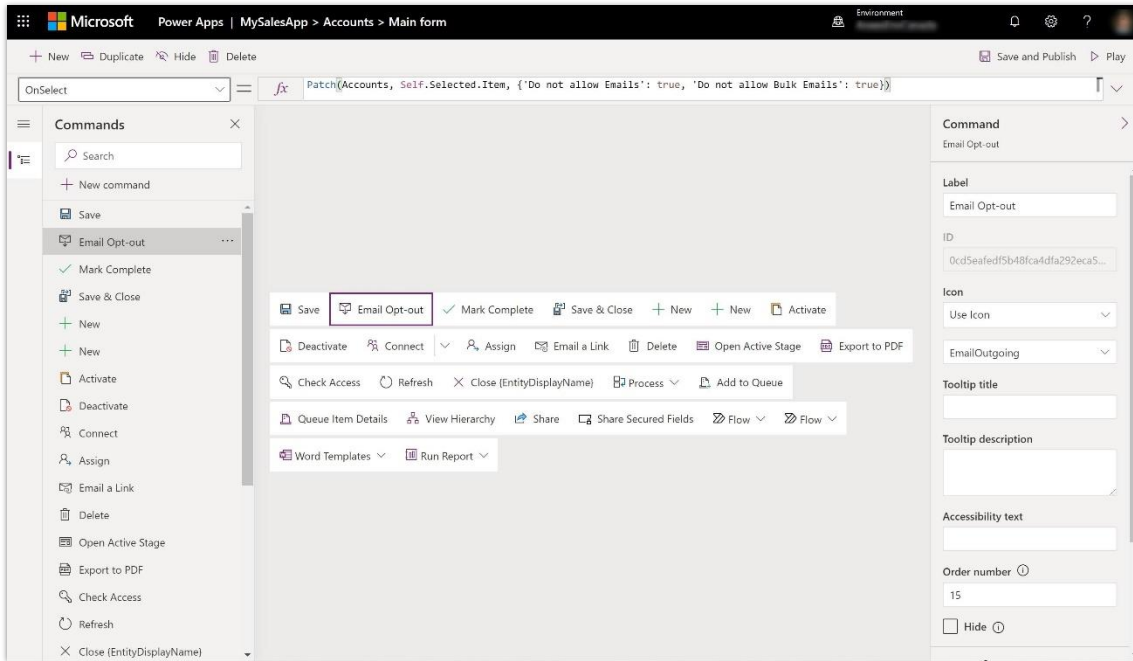 Microsoft Power Apps | MySalesApp > Accounts > Main form Environment ?
New Duplicate Hide Delete Save and Publish Play
OnSelect = fx Patch(Accounts, Self.Selected.Item, {'Do not allow Emails': true, 'Do not allow Bulk Emails': true})
Commands
Search
New command
Save
Email Opt-out ...
Mark Complete
Save & Close
New
New
Activate
Deactivate
Connect
Assign
Email a Link
Delete
Open Active Stage
Export to PDF
Check Access
Refresh
Close (EntityDisplayName)
Save Email Opt-out Mark Complete Save & Close New New Activate
Deactivate Connect Assign Email a Link Delete Open Active Stage Export to PDF
Check Access Refresh Close (EntityDisplayName) Process Add to Queue
Queue Item Details View Hierarchy Share Share Secured Fields Flow Flow
Word Templates Run Report
Command
Email Opt-out
Label
Email Opt-out
ID
0cd5eafedf5b48fca4dfa292eca5...
Icon
Use Icon
EmailOutgoing
Tooltip title
Tooltip description
Accessibility text
Order number
15
Hide